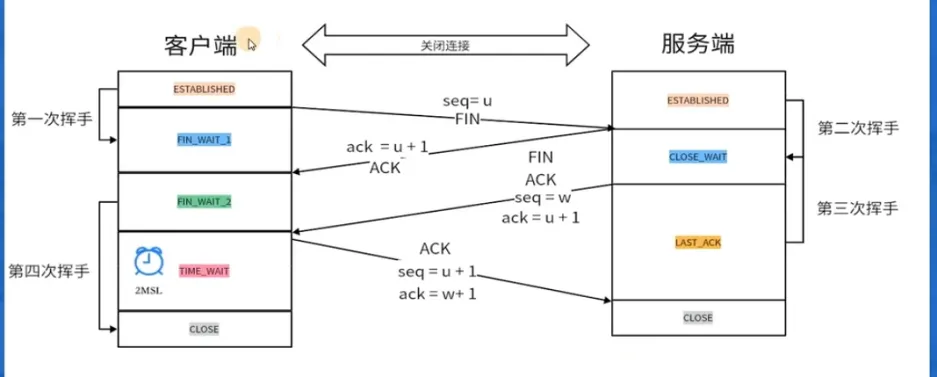 客户端
关闭连接
服务端
ESTABLISHED
ESTABLISHED
seq= u
FIN
第一次挥手
第二次挥手
FIN_WAIT_1
ack = u + 1
ACK
CLOSE_WAIT
FIN
ACK
seq = w
ack = u + 1
FIN_WAIT_2
第三次挥手
LAST_ACK
ACK
seq = u + 1
ack = w+ 1
第四次挥手
TIME_WAIT
2MSL
CLOSE
CLOSE